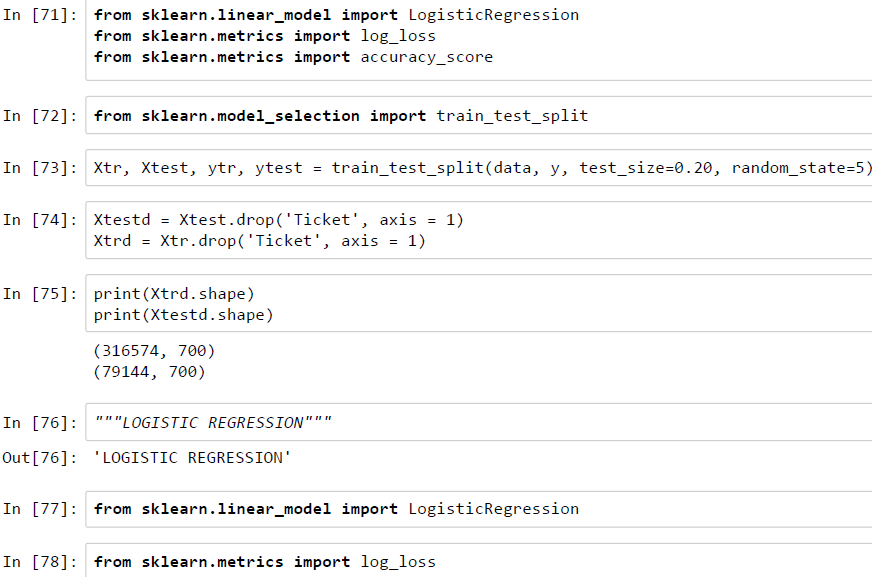 In [71]: from sklearn.linear_model import LogisticRegression
from sklearn.metrics import log_loss
from sklearn.metrics import accuracy_score
In [72]: from sklearn.model_selection import train_test_split
In [73]: Xtr, Xtest, ytr, ytest = train_test_split(data, y, test_size=0.20, random_state=5)
In [74]: Xtestd = Xtest.drop('Ticket', axis = 1)
Xtrd = Xtr.drop('Ticket', axis = 1)
In [75]: print(Xtrd.shape)
print(Xtestd.shape)
(316574, 700)
(79144, 700)
In [76]: """LOGISTIC REGRESSION"""
Out[76]: 'LOGISTIC REGRESSION'
In [77]: from sklearn.linear_model import LogisticRegression
In [78]: from sklearn.metrics import log_loss